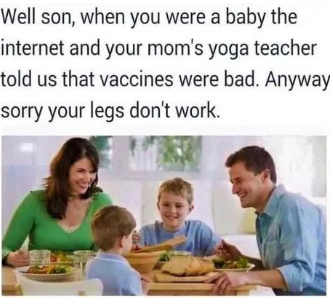 Well son, when you were a baby the
internet and your mom's yoga teacher
told us that vaccines were bad. Anyway
sorry your legs don't work.